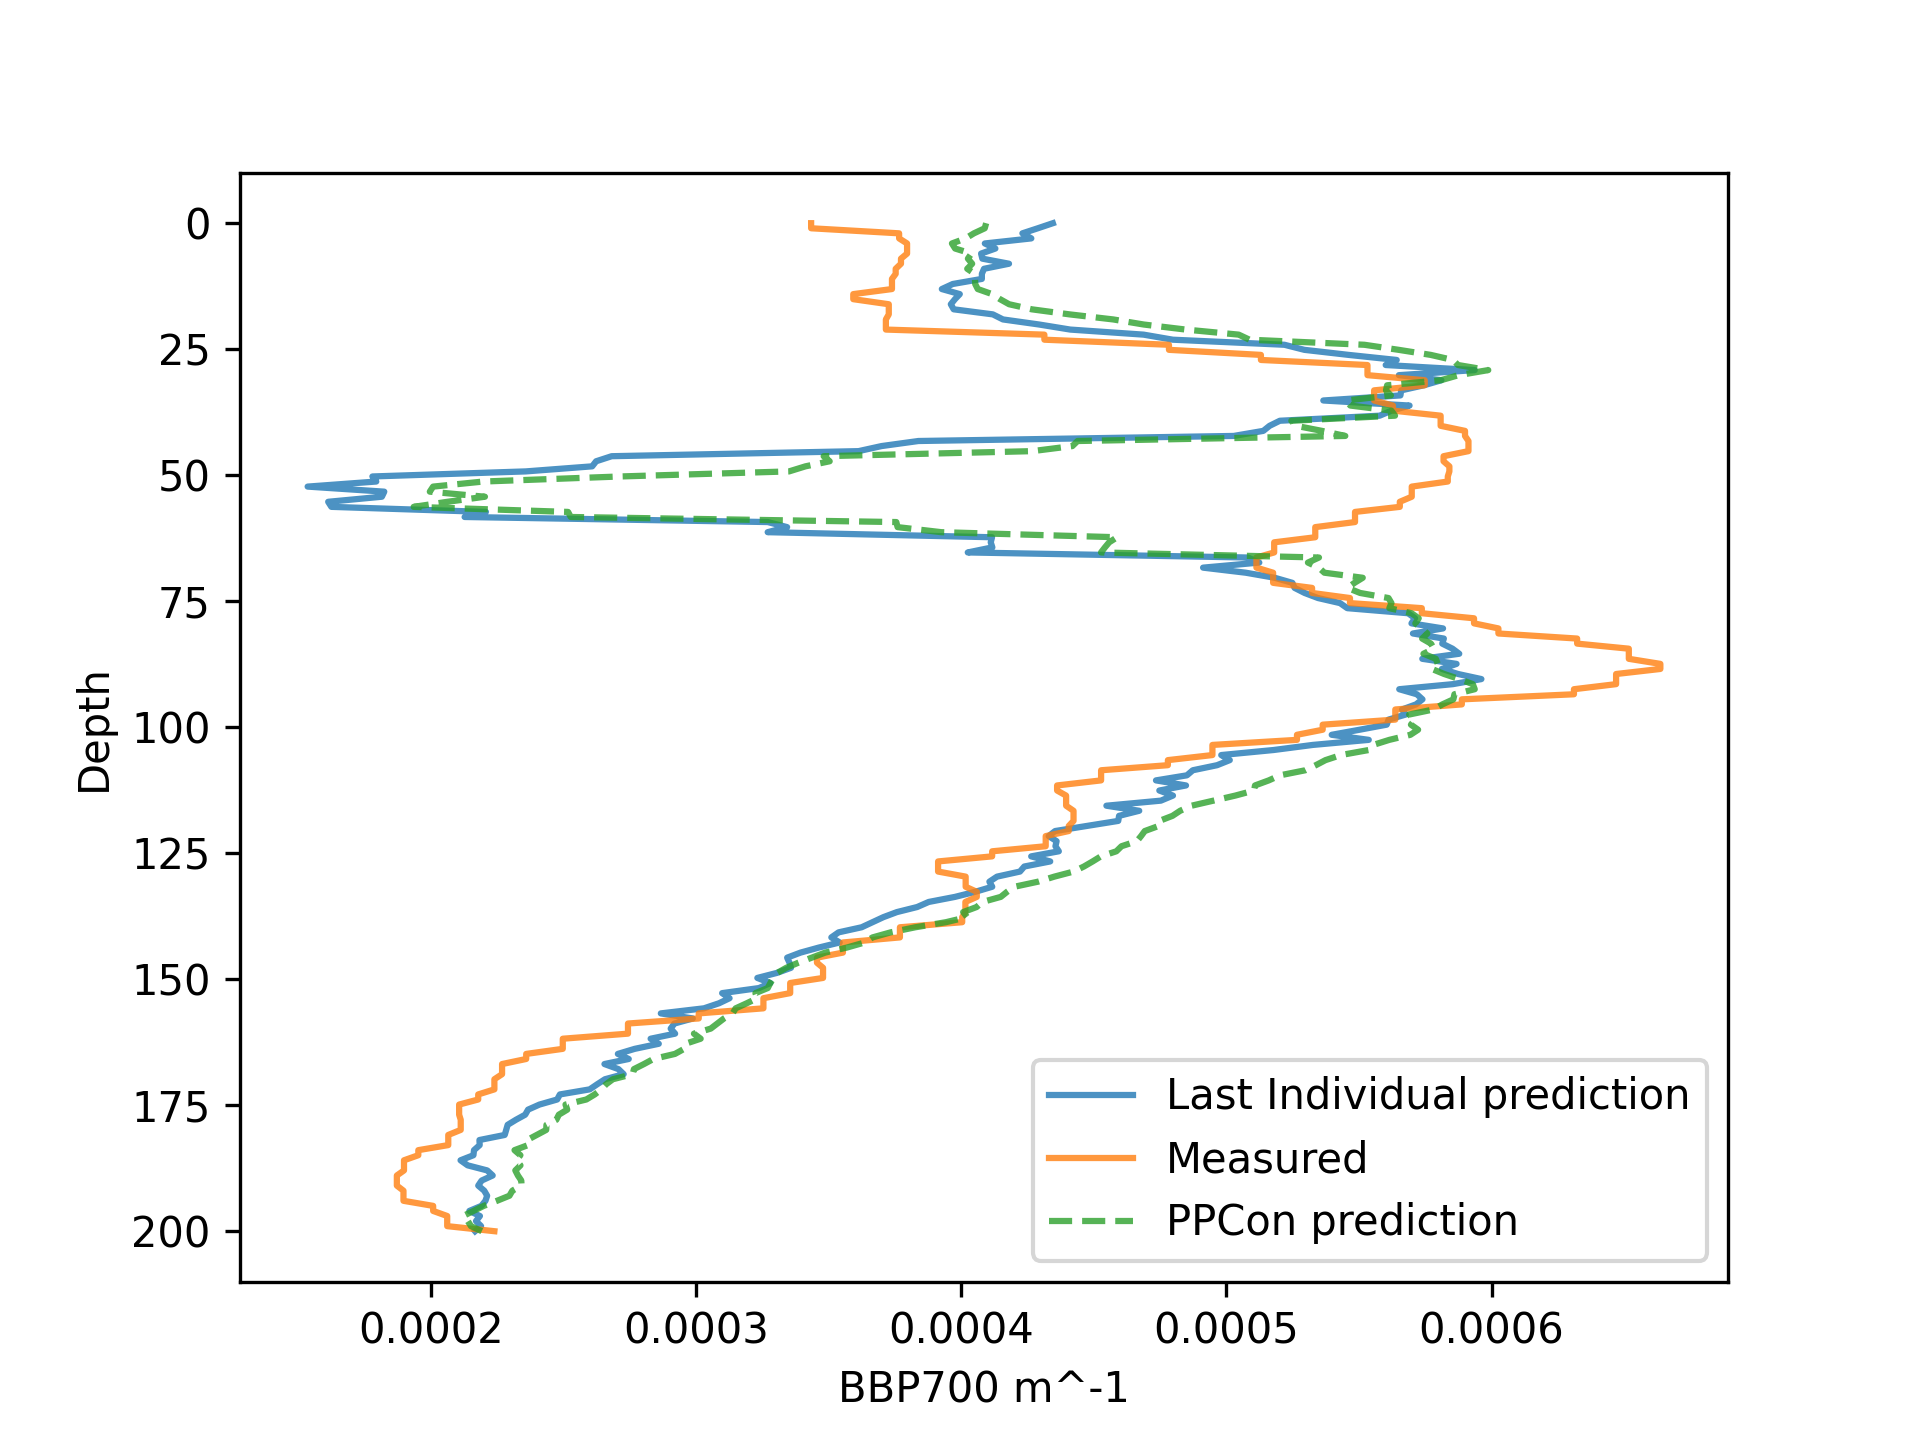 0
25
50
75
100
125
150
175
200
Depth
0.0002 0.0003 0.0004 0.0005 0.0006
BBP700 m^-1
Last Individual prediction
Measured
PPCon prediction